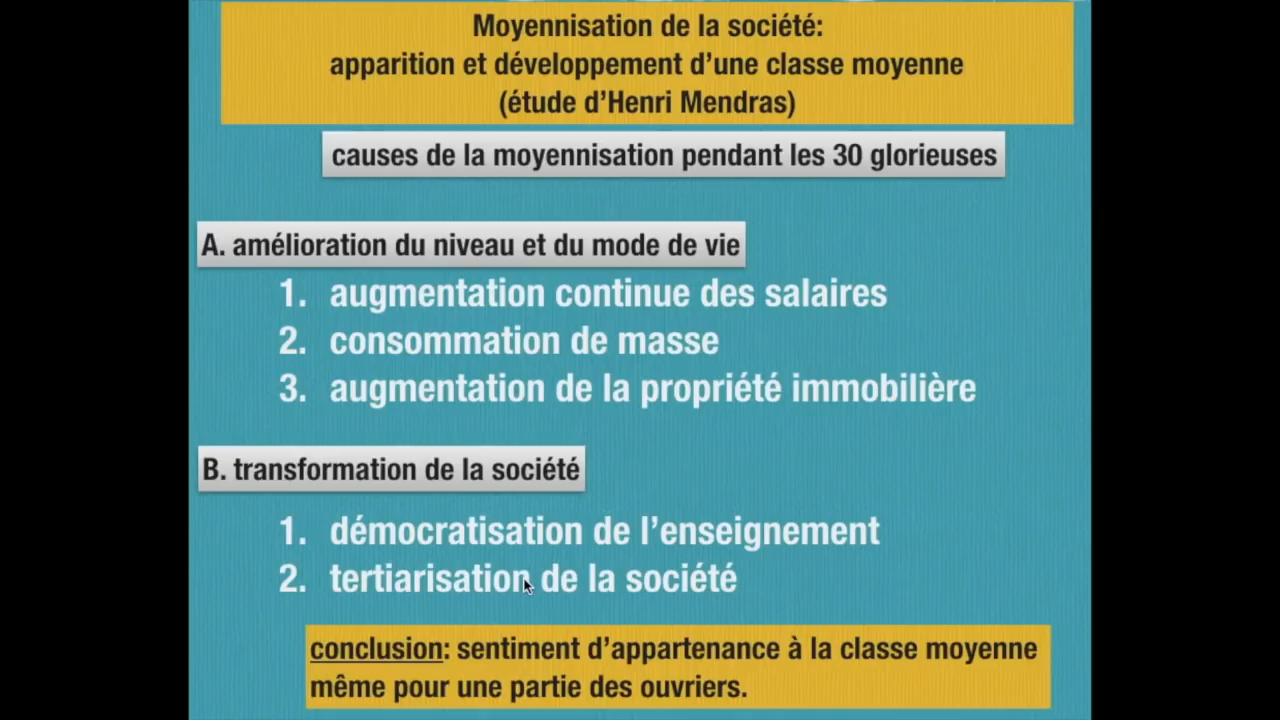 Moyennisation de la société:
apparition et développement d’une classe moyenne
(étude d’Henri Mendras)
causes de la moyennisation pendant les 30 glorieuses
A. amélioration du niveau et du mode de vie
1. augmentation continue des salaires
2. consommation de masse
3. augmentation de la propriété immobilière
B. transformation de la société
1. démocratisation de l’enseignement
2. tertiarisation de la société
conclusion: sentiment d’appartenance à la classe moyenne
même pour une partie des ouvriers.